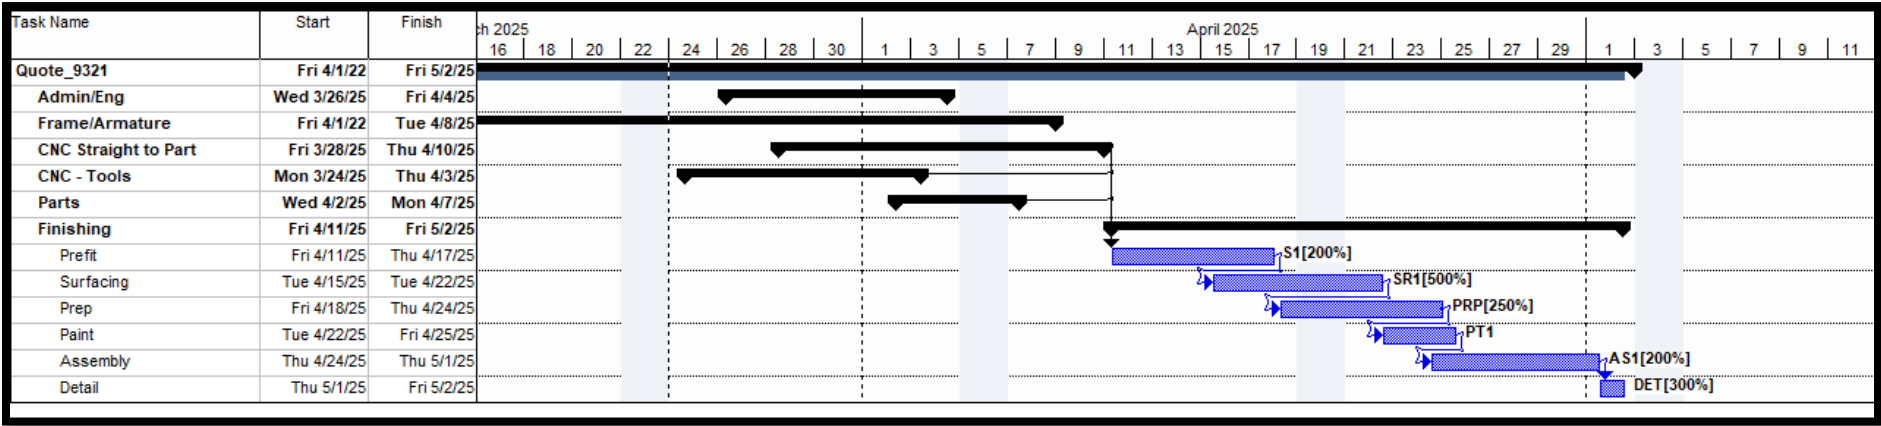 Task Name Start Finish ch 2025 April 2025
16 18 20 22 24 26 28 30 1 3 5 7 9 11 13 15 17 19 21 23 25 27 29 1 3 5 7 9 11
Quote_9321 Fri 4/1/22 Fri 5/2/25
Admin/Eng Wed 3/26/25 Fri 4/4/25
Frame/Armature Fri 4/1/22 Tue 4/8/25
CNC Straight to Part Fri 3/28/25 Thu 4/10/25
CNC - Tools Mon 3/24/25 Thu 4/3/25
Parts Wed 4/2/25 Mon 4/7/25
Finishing Fri 4/11/25 Fri 5/2/25
Prefit Fri 4/11/25 Thu 4/17/25 S1[200%]
Surfacing Tue 4/15/25 Tue 4/22/25 SR1[500%]
Prep Fri 4/18/25 Thu 4/24/25 PRP[250%]
Paint Tue 4/22/25 Fri 4/25/25 PT1
Assembly Thu 4/24/25 Thu 5/1/25 AS1[200%]
Detail Thu 5/1/25 Fri 5/2/25 DET[300%]